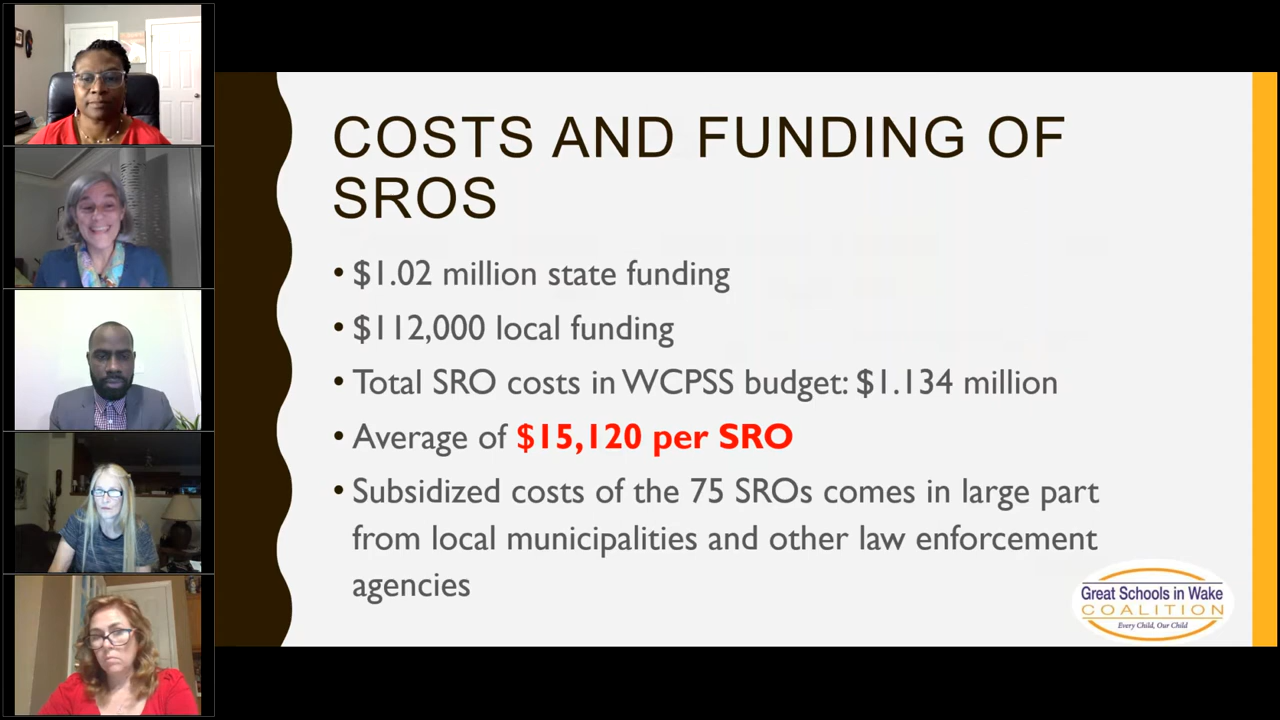 COSTS AND FUNDING OF
SROS
• $1.02 million state funding
• $112,000 local funding
• Total SRO costs in WCPSS budget: $1.134 million
• Average of $15,120 per SRO
• Subsidized costs of the 75 SROs comes in large part
from local municipalities and other law enforcement
agencies
Great Schools in Wake
COALITION
Every Child, Our Child